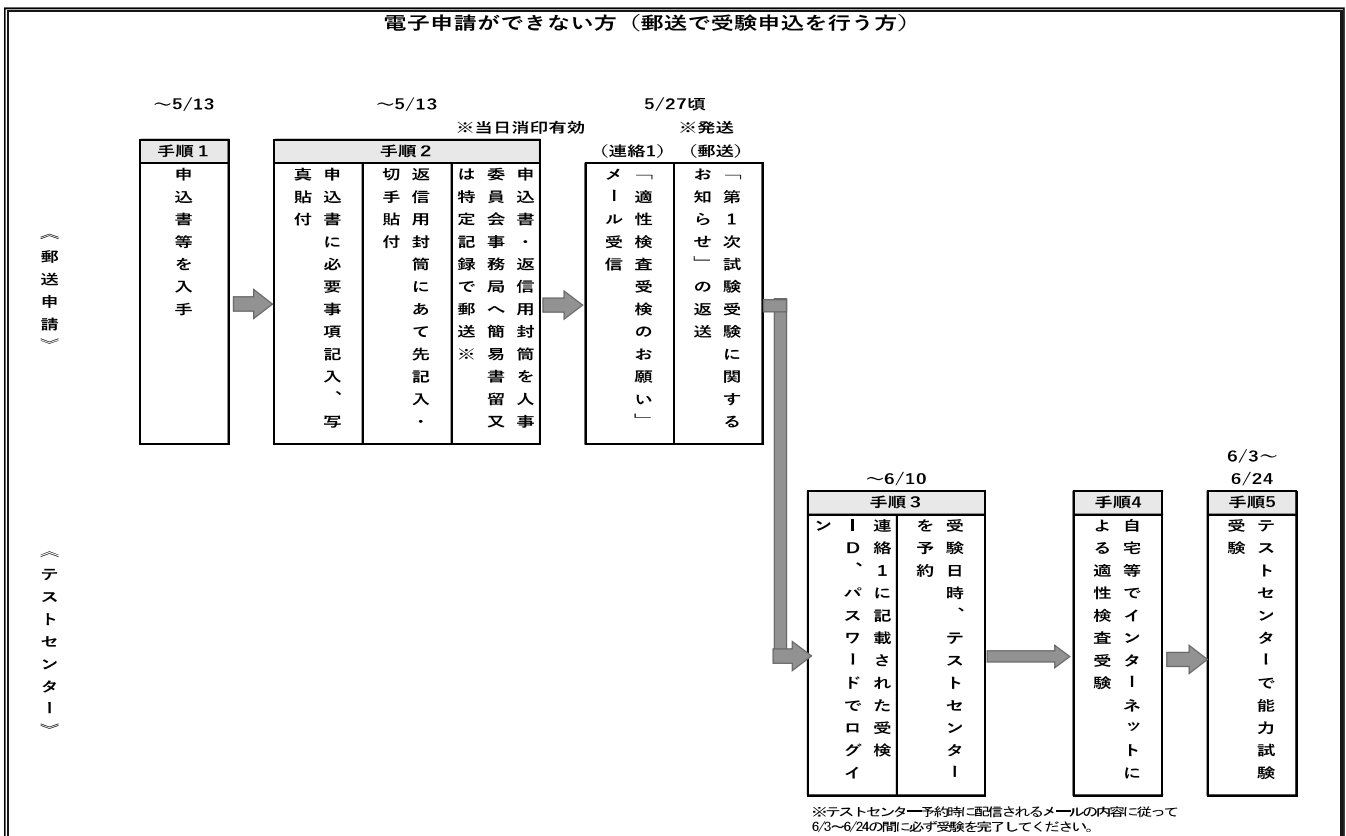 電子申請ができない方（郵送で受験申込を行う方）
～5/13
～5/13
※当日消印有効
5/27頃
※発送
（連絡1）
（郵送）
《郵送申請》
手順１
申込書等を入手
手順２
申込書に必要事項記入、写
真貼付
返信用封筒にあて先記入・
切手貼付
申込書・返信用封筒を人事
委員会事務局へ簡易書留又
は特定記録で郵送※
「適性検査受検のお願い」
メール受信
「第１次試験受験に関する
お知らせ」の返送
《テストセンター》
～6/10
手順３
連絡１に記載された受検
ＩＤ、パスワードでログイ
ン
受験日時、テストセンター
を予約
手順4
自宅等でインターネットに
よる適性検査受験
6/3～
6/24
手順5
テストセンターで能力試験
受験
※テストセンター予約時に配信されるメールの内容に従って
6/3～6/24の間に必ず受験を完了してください。